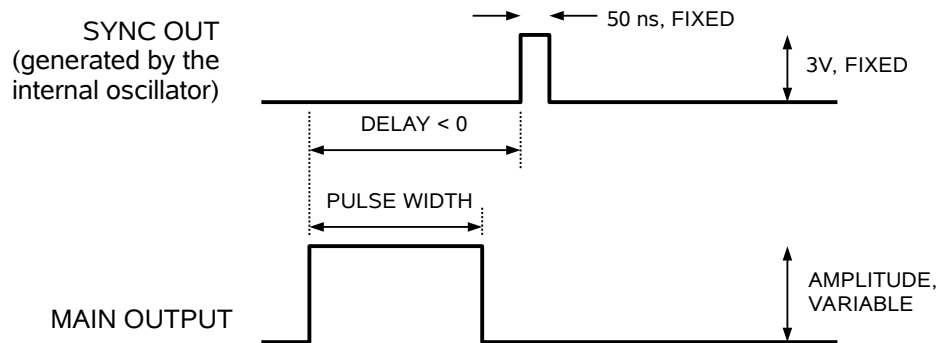 50 ns, FIXED
SYNC OUT
(generated by the
internal oscillator)
3V, FIXED
DELAY < 0
PULSE WIDTH
AMPLITUDE,
VARIABLE
MAIN OUTPUT